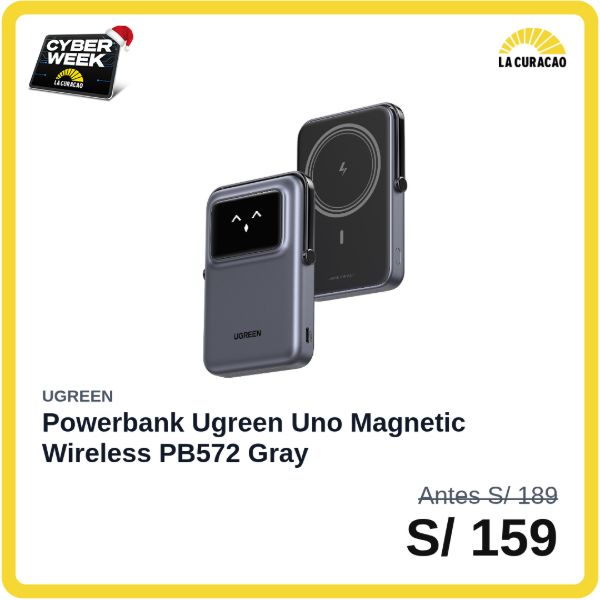 CYBER
WEEK
LA CURACAO
LA CURACAO
UGREEN
UGREEN
Powerbank Ugreen Uno Magnetic
Wireless PB572 Gray
Antes S/ 189
S/ 159